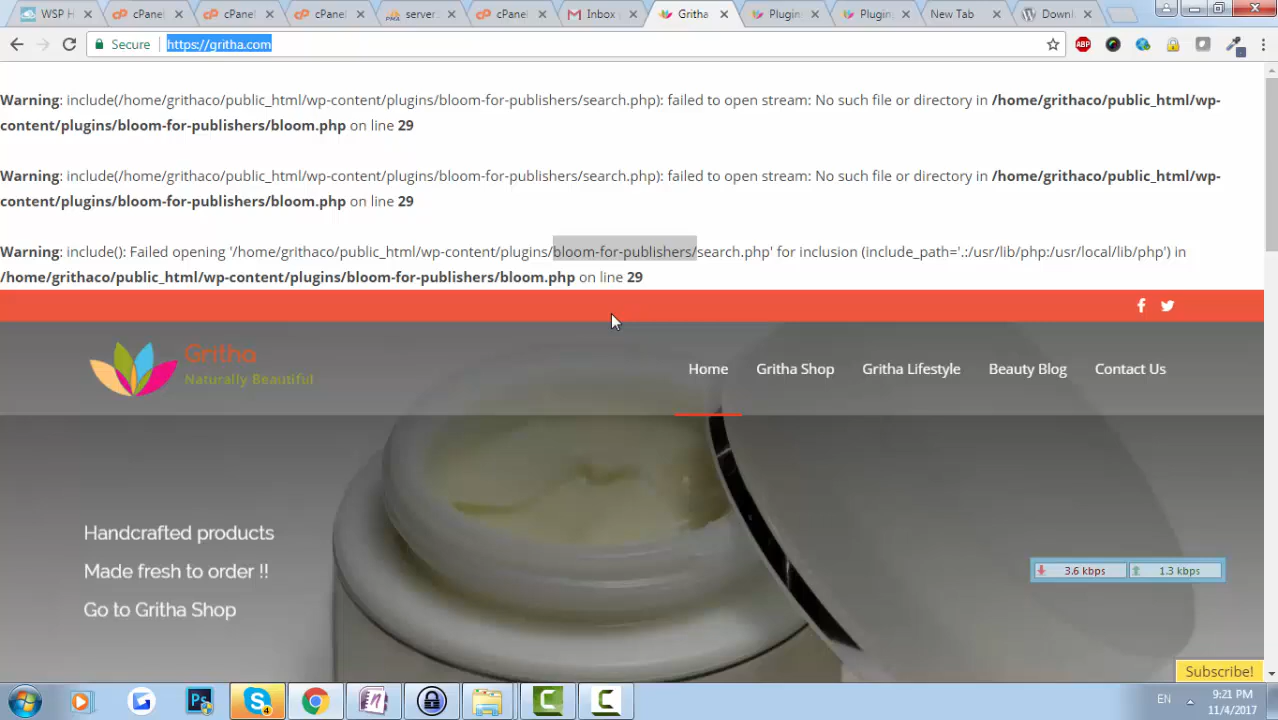 WSP H
cPanel
cPanel
cPanel
server
cPanel
Inbox
Gritha
Plugin
Plugin
New Tab
Downl
Secure https://gritha.com
ABP
Warning: include(/home/grithaco/public_html/wp-content/plugins/bloom-for-publishers/search.php): failed to open stream: No such file or directory in /home/grithaco/public_html/wp-
content/plugins/bloom-for-publishers/bloom.php on line 29
Warning: include(/home/grithaco/public_html/wp-content/plugins/bloom-for-publishers/search.php): failed to open stream: No such file or directory in /home/grithaco/public_html/wp-
content/plugins/bloom-for-publishers/bloom.php on line 29
Warning: include(): Failed opening '/home/grithaco/public_html/wp-content/plugins/bloom-for-publishers/search.php' for inclusion (include_path='.:/usr/lib/php:/usr/local/lib/php') in
/home/grithaco/public_html/wp-content/plugins/bloom-for-publishers/bloom.php on line 29
Gritha
Naturally Beautiful
Home Gritha Shop Gritha Lifestyle Beauty Blog Contact Us
Handcrafted products
Made fresh to order !!
Go to Gritha Shop
3.6 kbps 1.3 kbps
Subscribe!
EN
9:21 PM
11/4/2017